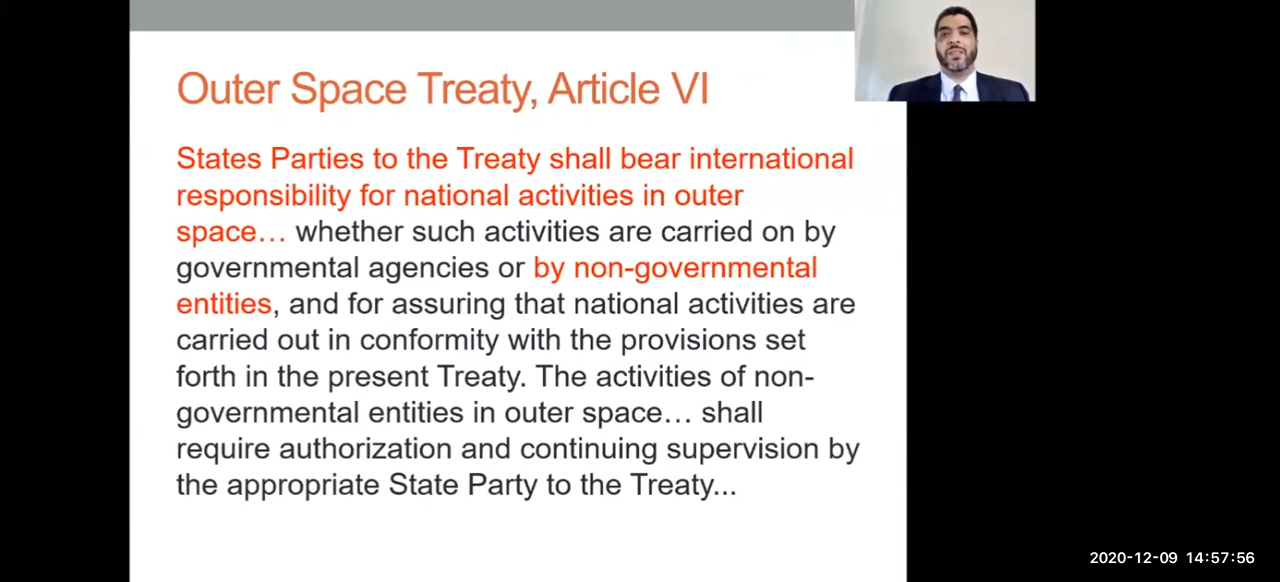 Outer Space Treaty, Article VI
States Parties to the Treaty shall bear international
responsibility for national activities in outer
space… whether such activities are carried on by
governmental agencies or by non-governmental
entities, and for assuring that national activities are
carried out in conformity with the provisions set
forth in the present Treaty. The activities of non-
governmental entities in outer space… shall
require authorization and continuing supervision by
the appropriate State Party to the Treaty...
2020-12-09 14:57:56